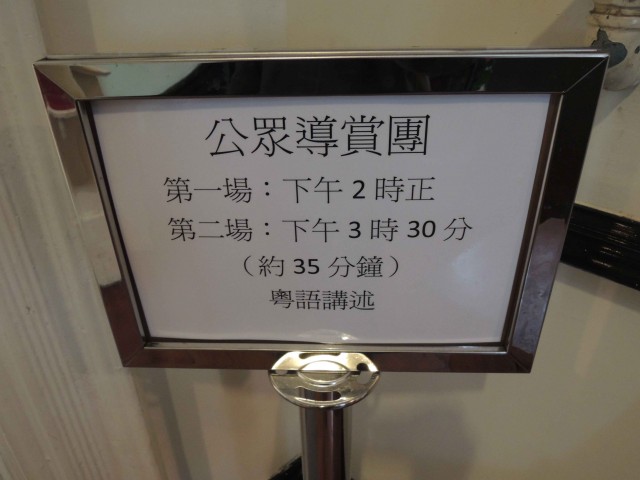 公眾導賞團
第一場：下午 2 時正
第二場：下午 3 時 30 分
（約 35 分鐘）
粵語講述